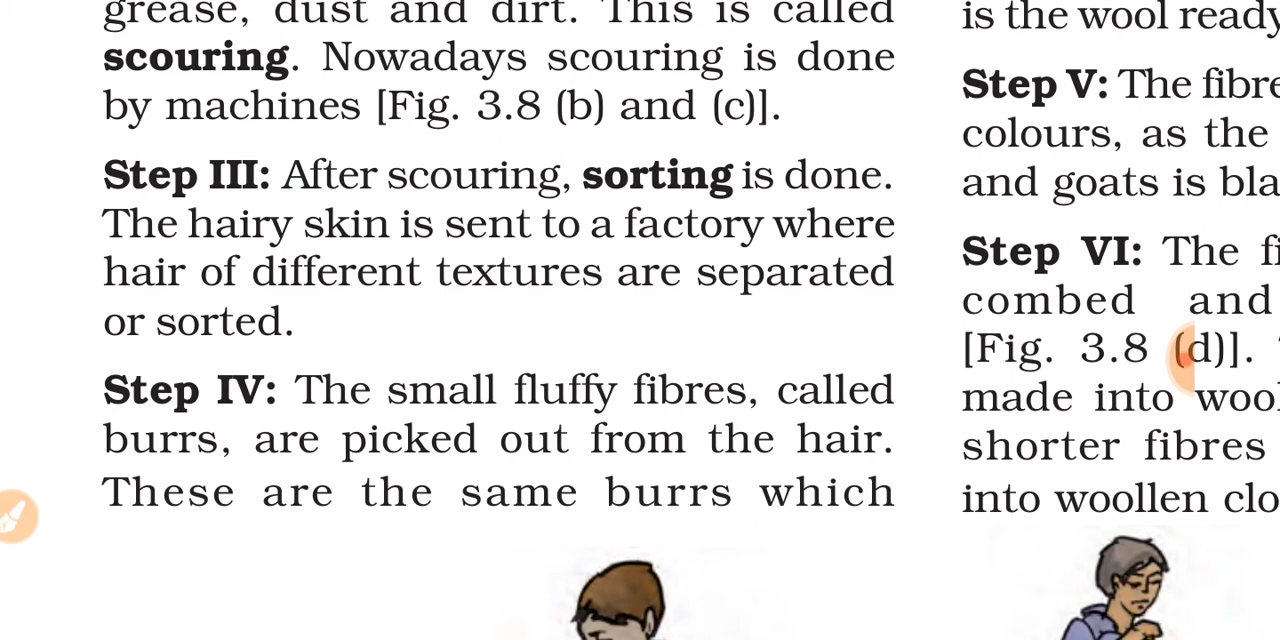 grease, dust and dirt. This is called
scouring. Nowadays scouring is done
by machines [Fig. 3.8 (b) and (c)].
Step III: After scouring, sorting is done.
The hairy skin is sent to a factory where
hair of different textures are separated
or sorted.
Step IV: The small fluffy fibres, called
burrs, are picked out from the hair.
These are the same burrs which
is the wool ready
Step V: The fibre
colours, as the
and goats is bla
Step VI: The fi
combed and
[Fig. 3.8 (d)].
made into wool
shorter fibres
into woollen clo